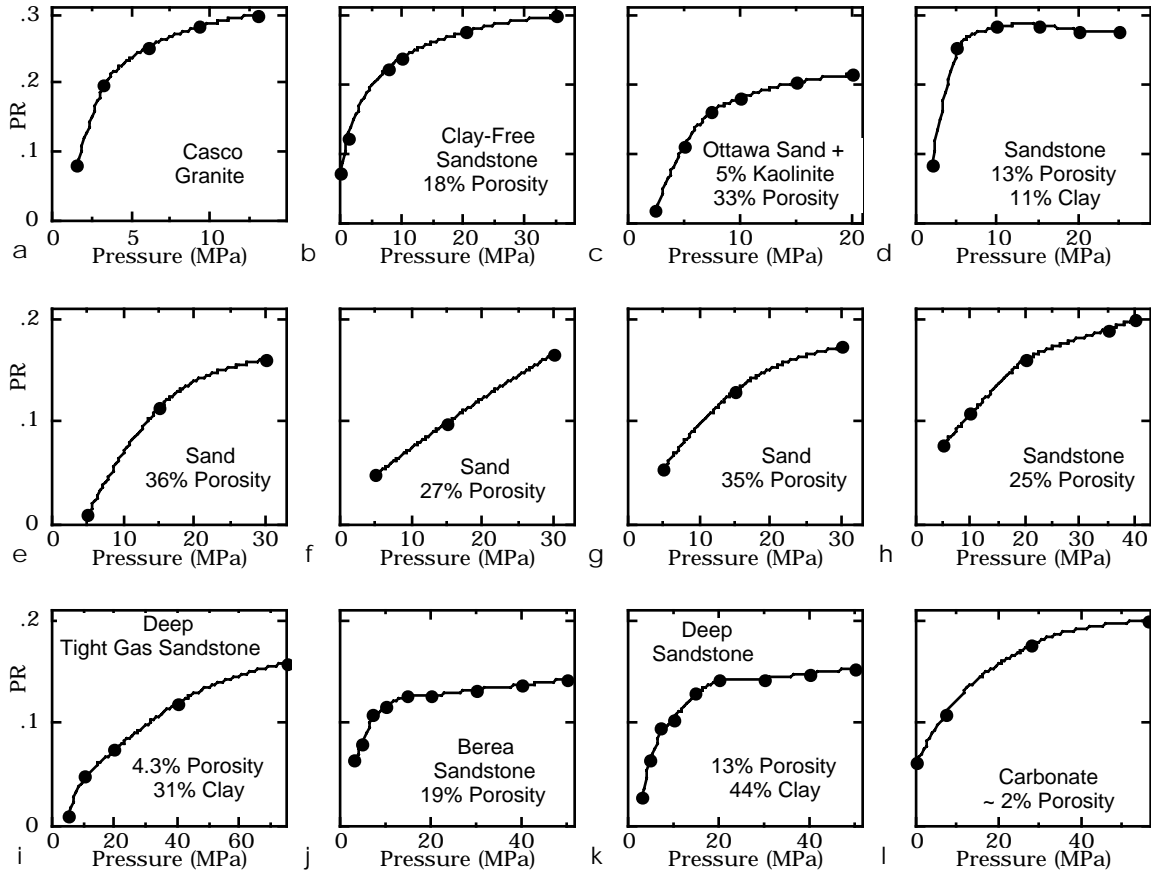 .3
.2
.1
0
PR
Casco
Granite
0 5 10
a Pressure (MPa)
Clay-Free
Sandstone
18% Porosity
0 10 20 30
b Pressure (MPa)
Ottawa Sand +
5% Kaolinite
33% Porosity
0 10 20
c Pressure (MPa)
Sandstone
13% Porosity
11% Clay
0 10 20
d Pressure (MPa)
.2
.1
0
PR
Sand
36% Porosity
0 10 20 30
e Pressure (MPa)
Sand
27% Porosity
0 10 20 30
f Pressure (MPa)
Sand
35% Porosity
0 10 20 30
g Pressure (MPa)
Sandstone
25% Porosity
0 10 20 30 40
h Pressure (MPa)
.2
.1
0
PR
Deep
Tight Gas Sandstone
4.3% Porosity
31% Clay
0 20 40 60
i Pressure (MPa)
Berea
Sandstone
19% Porosity
0 20 40
j Pressure (MPa)
Deep
Sandstone
13% Porosity
44% Clay
0 20 40
k Pressure (MPa)
Carbonate
~ 2% Porosity
0 20 40
l Pressure (MPa)